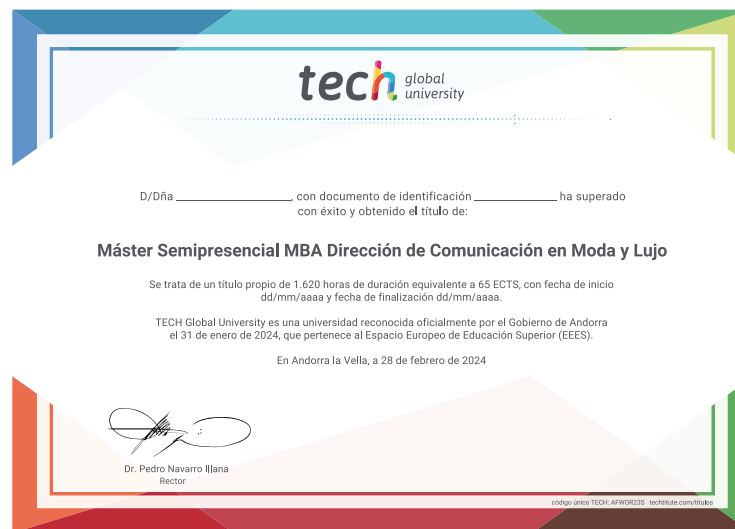 tech global
university
D/Dña ______________, con documento de identificación __________ ha superado
con éxito y obtenido el título de:
Máster Semipresencial MBA Dirección de Comunicación en Moda y Lujo
Se trata de un título propio de 1.620 horas de duración equivalente a 65 ECTS, con fecha de inicio
dd/mm/aaaa y fecha de finalización dd/mm/aaaa.
TECH Global University es una universidad reconocida oficialmente por el Gobierno de Andorra
el 31 de enero de 2024, que pertenece al Espacio Europeo de Educación Superior (EEES).
En Andorra la Vella, a 28 de febrero de 2024
Dr. Pedro Navarro Illana
Rector
código único TECH: AFWOR23S techtitute.com/titulos